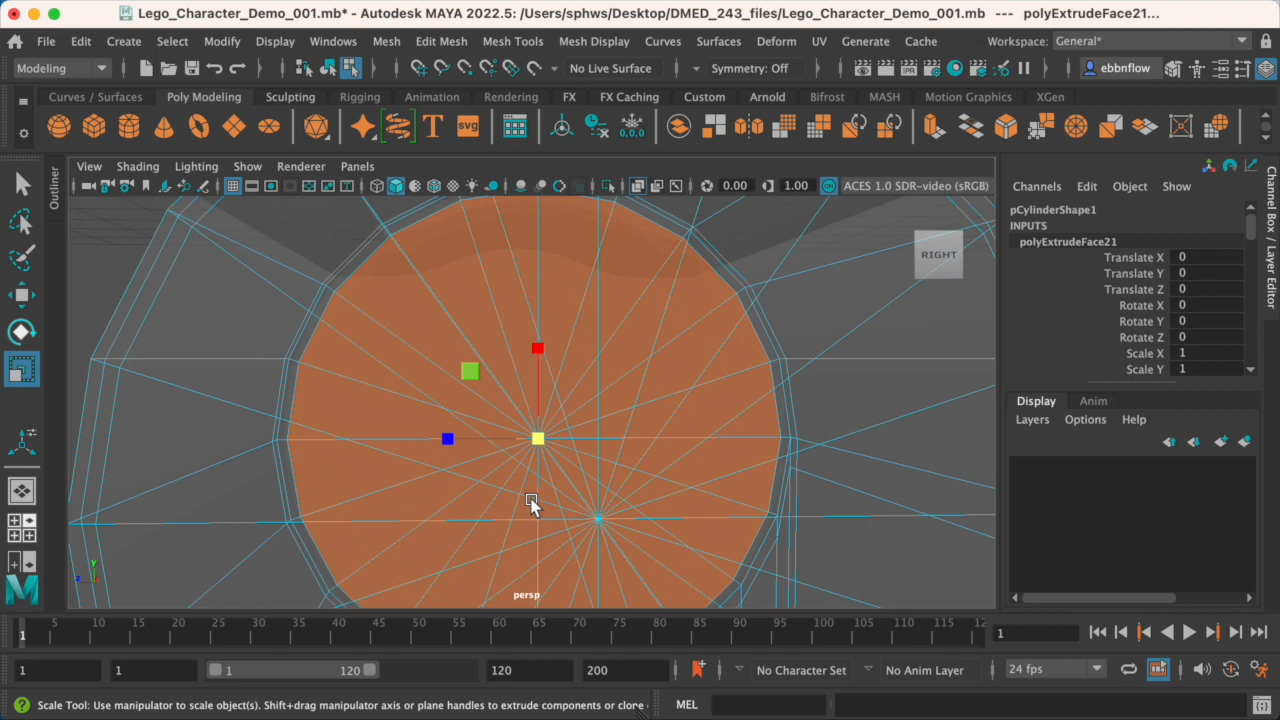 Lego_Character_Demo_001.mb* - Autodesk MAYA 2022.5: /Users/sphws/Desktop/DMED_243_files/Lego_Character_Demo_001.mb --- polyExtrudeFace21...
File Edit Create Select Modify Display Windows Mesh Edit Mesh Mesh Tools Mesh Display Curves Surfaces Deform UV Generate Cache Workspace: General*
Modeling No Live Surface Symmetry: Off IPR ebbnflow
Curves / Surfaces Poly Modeling Sculpting Rigging Animation Rendering FX FX Caching Custom Arnold Bifrost MASH Motion Graphics XGen
T svg 0,0,0
Outliner
View Shading Lighting Show Renderer Panels
0.00 1.00 ON ACES 1.0 SDR-video (sRGB)
RIGHT
y
z
persp
Channels Edit Object Show
pCylinderShape1
INPUTS
polyExtrudeFace21
Translate X 0
Translate Y 0
Translate Z 0
Rotate X 0
Rotate Y 0
Rotate Z 0
Scale X 1
Scale Y 1
Channel Box / Layer Editor
Display Anim
Layers Options Help
M
1 5 10 15 20 25 30 35 40 45 50 55 60 65 70 75 80 85 90 95 100 105 110 115 12
1
1 1 1 120 120 200 No Character Set No Anim Layer 24 fps
? Scale Tool: Use manipulator to scale object(s). Shift+drag manipulator axis or plane handles to extrude components or clone MEL